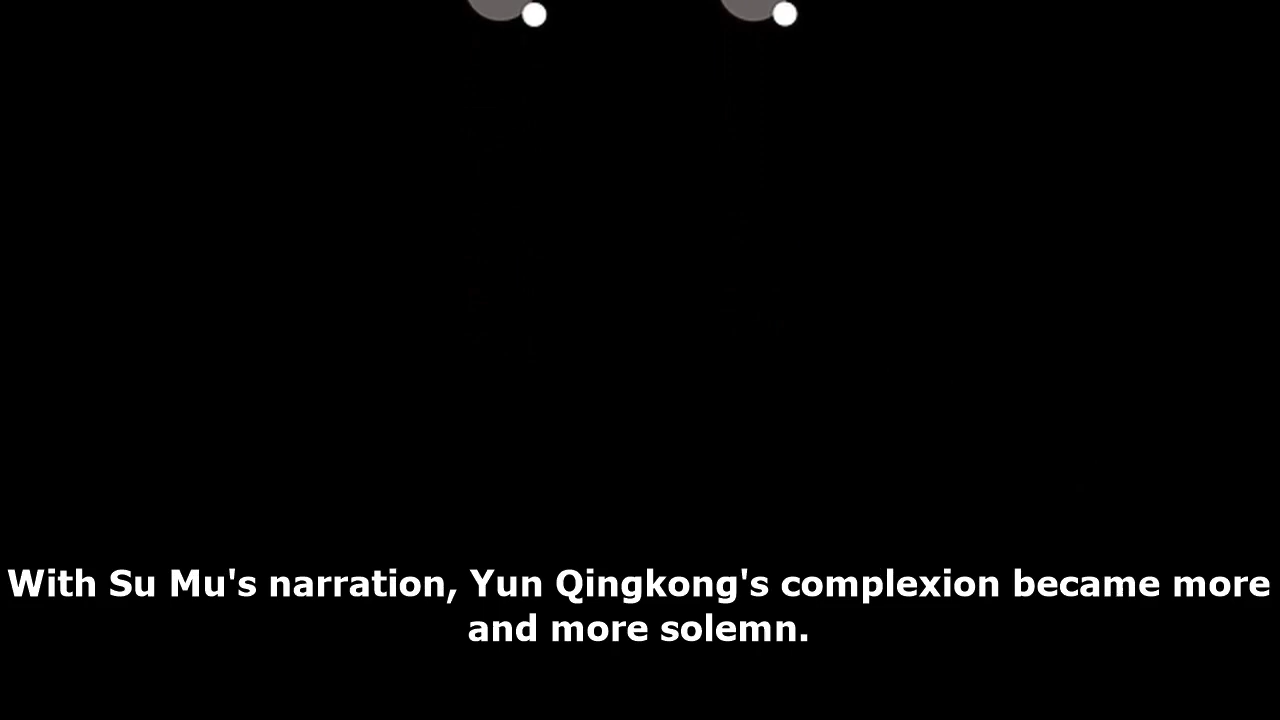 With Su Mu's narration, Yun Qingkong's complexion became more
and more solemn.